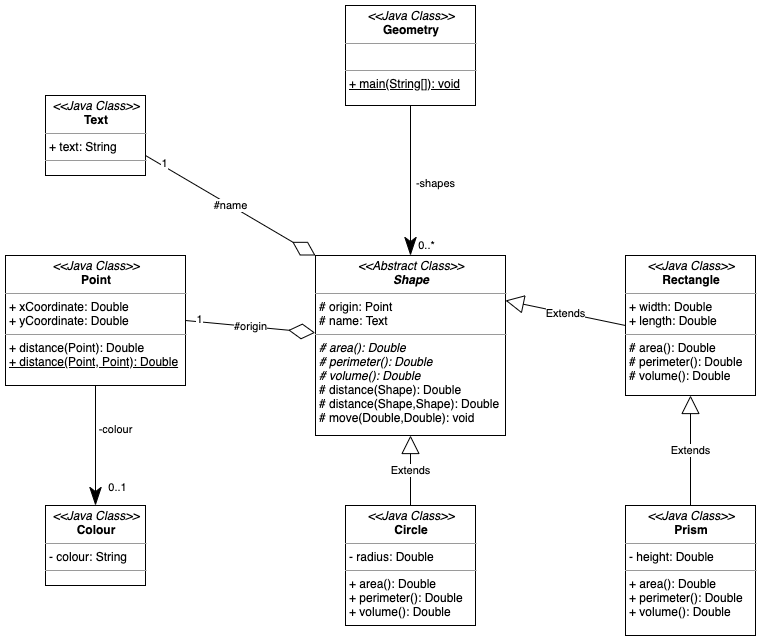 <<Java Class>>
Geometry
+ main(String[]): void
<<Java Class>>
Text
+ text: String
1
#name
-shapes
0..*
<<Java Class>>
Point
+ xCoordinate: Double
+ yCoordinate: Double
+ distance(Point): Double
+ distance(Point, Point): Double
1
#origin
<<Abstract Class>>
Shape
# origin: Point
# name: Text
# area(): Double
# perimeter(): Double
# volume(): Double
# distance(Shape): Double
# distance(Shape,Shape): Double
# move(Double,Double): void
Extends
<<Java Class>>
Rectangle
+ width: Double
+ length: Double
# area(): Double
# perimeter(): Double
# volume(): Double
-colour
0..1
Extends
Extends
<<Java Class>>
Colour
- colour: String
<<Java Class>>
Circle
- radius: Double
+ area(): Double
+ perimeter(): Double
+ volume(): Double
<<Java Class>>
Prism
- height: Double
+ area(): Double
+ perimeter(): Double
+ volume(): Double